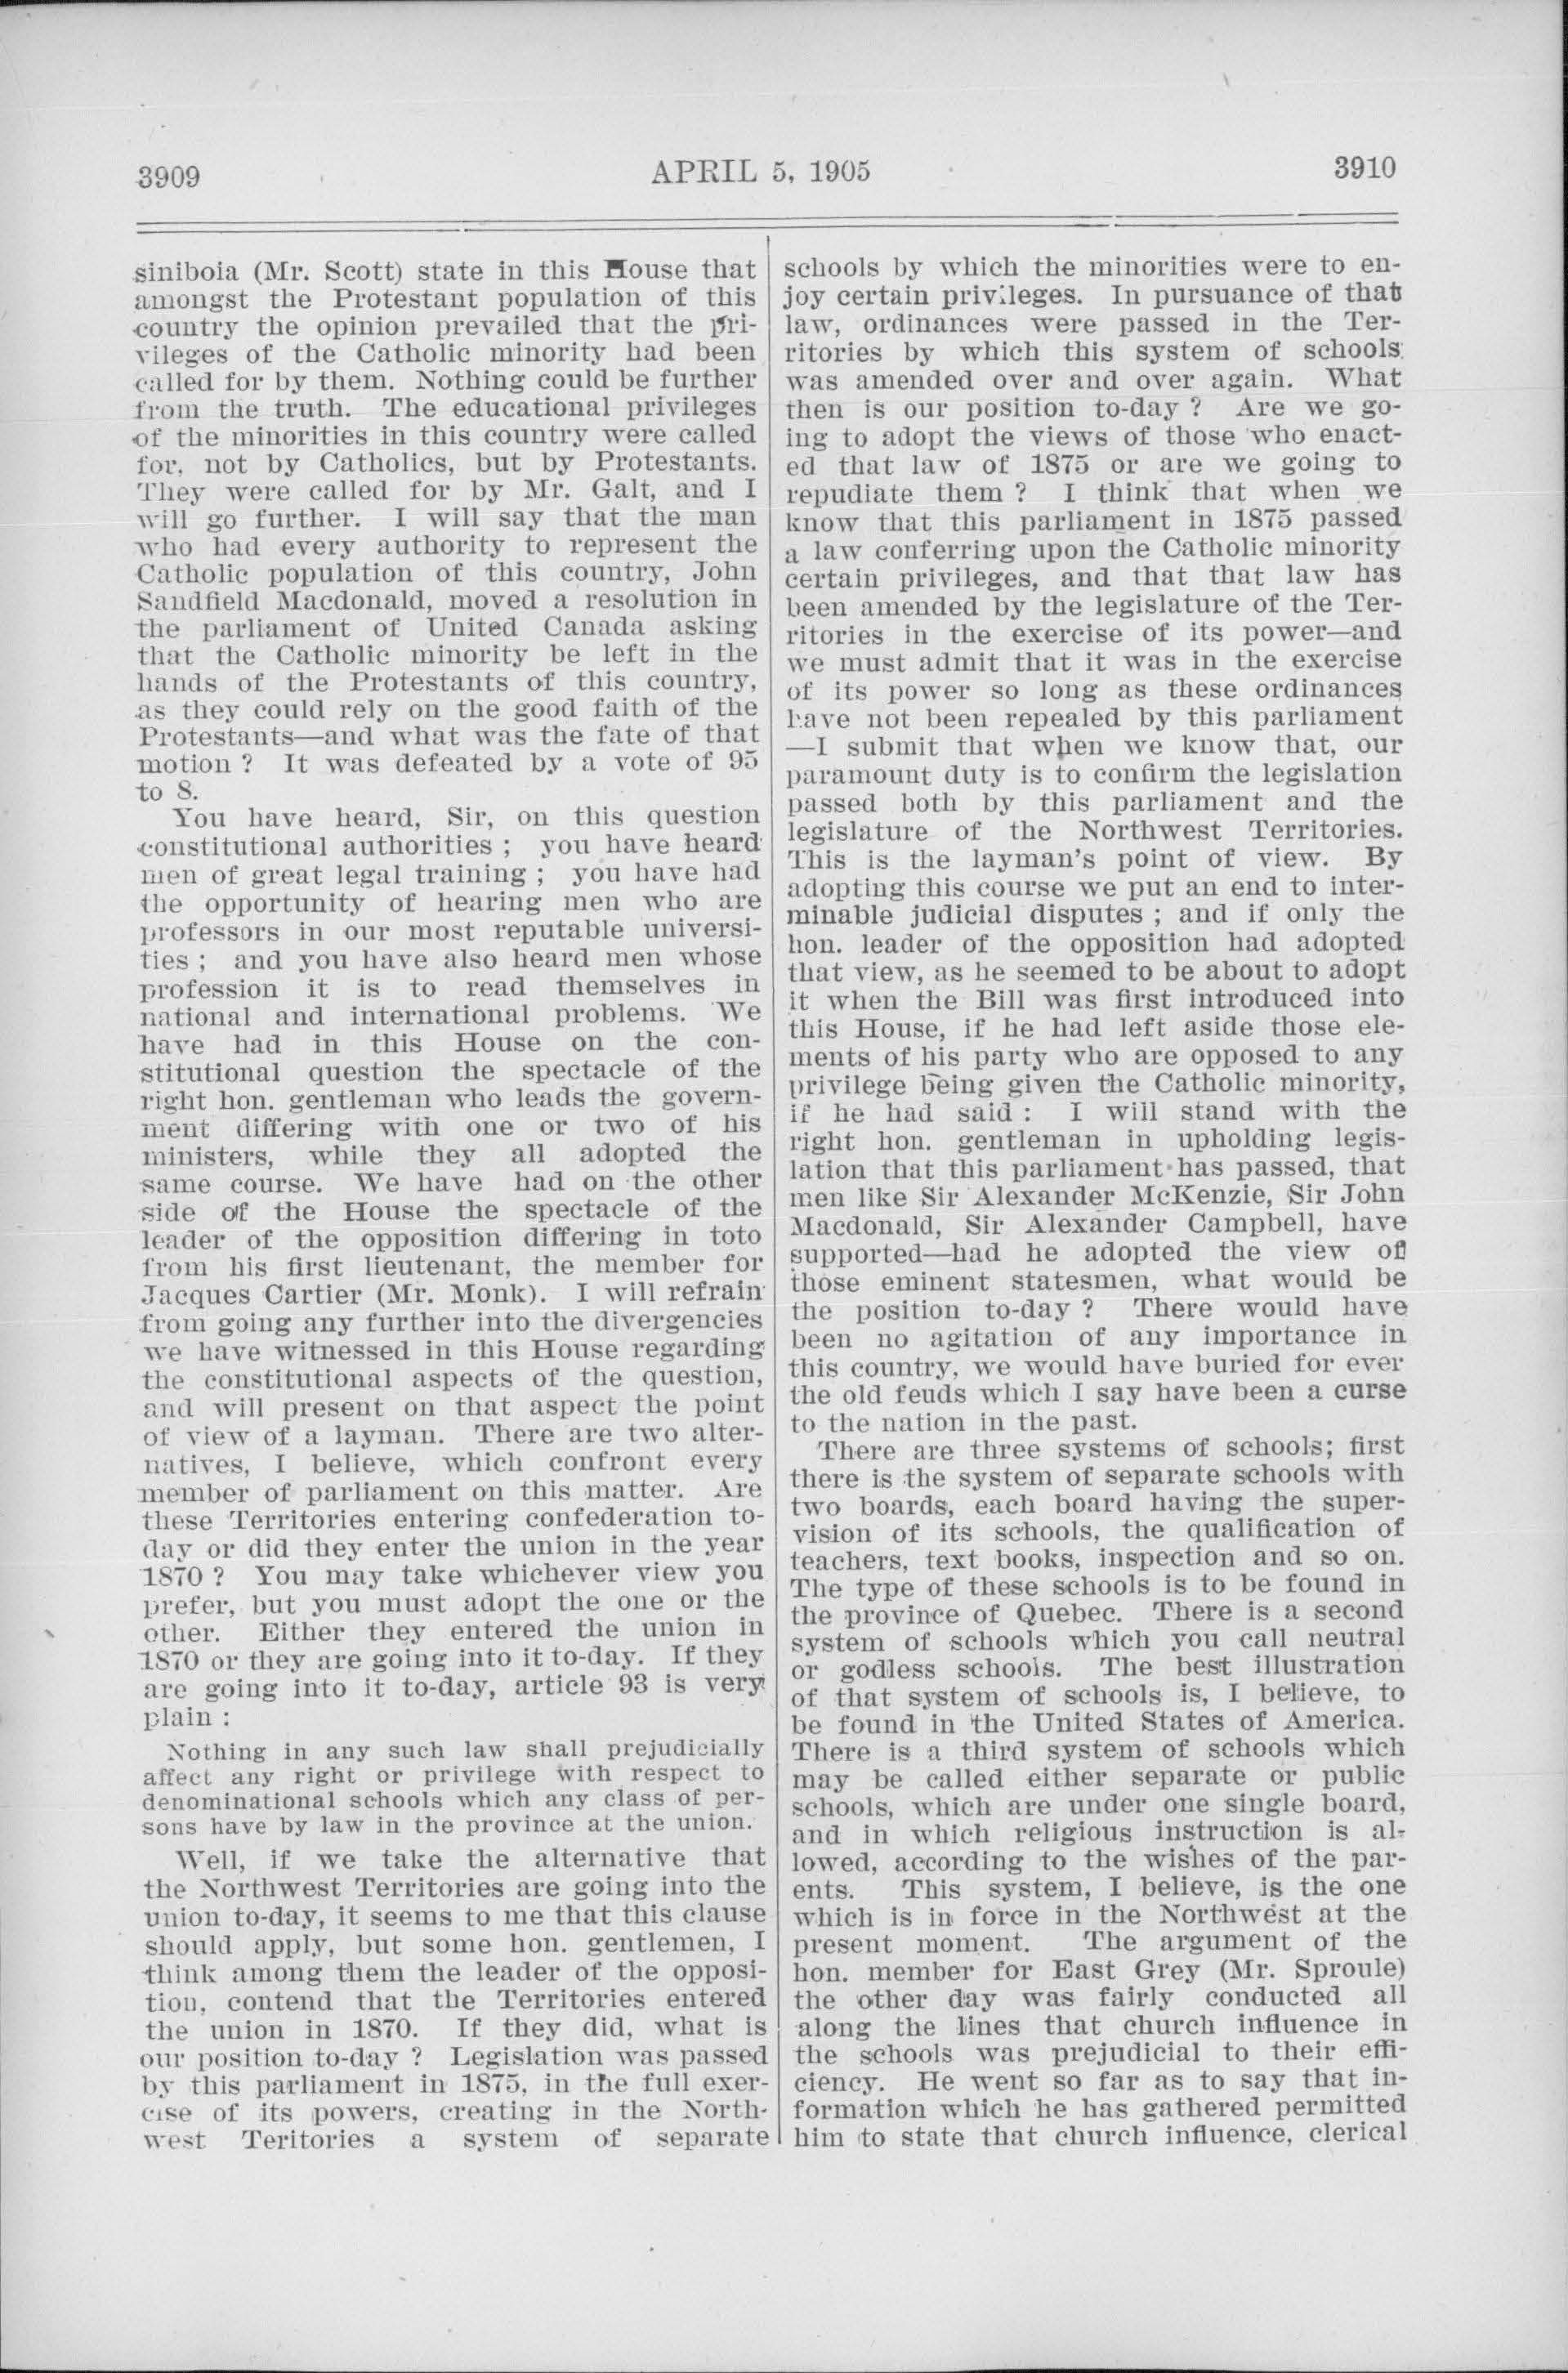 3909
APRIL 5, 1905
3910
siniboia (Mr. Scott) state in this House that
amongst the Protestant population of this
country the opinion prevailed that the pri-
vileges of the Catholic minority had been
called for by them. Nothing could be further
from the truth. The educational privileges
of the minorities in this country were called
for, not by Catholics, but by Protestants.
They were called for by Mr. Galt, and I
will go further. I will say that the man
who had every authority to represent the
Catholic population of this country, John
Sandfield Macdonald, moved a resolution in
the parliament of United Canada asking
that the Catholic minority be left in the
hands of the Protestants of this country,
as they could rely on the good faith of the
Protestants—and what was the fate of that
motion ? It was defeated by a vote of 95
to 8.
You have heard, Sir, on this question
constitutional authorities ; you have heard
men of great legal training ; you have had
the opportunity of hearing men who are
professors in our most reputable universi-
ties ; and you have also heard men whose
profession it is to read themselves in
national and international problems. We
have had in this House on the con-
stitutional question the spectacle of the
right hon. gentleman who leads the govern-
ment differing with one or two of his
ministers, while they all adopted the
same course. We have had on the other
side of the House the spectacle of the
leader of the opposition differing in toto
from his first lieutenant, the member for
Jacques Cartier (Mr. Monk). I will refrain
from going any further into the divergencies
we have witnessed in this House regarding
the constitutional aspects of the question,
and will present on that aspect the point
of view of a layman. There are two alter-
natives, I believe, which confront every
member of parliament on this matter. Are
these Territories entering confederation to-
day or did they enter the union in the year
1870 ? You may take whichever view you
prefer, but you must adopt the one or the
other. Either they entered the union in
1870 or they are going into it to-day. If they
are going into it to-day, article 93 is very
plain :
Nothing in any such law shall prejudicially
affect any right or privilege with respect to
denominational schools which any class of per-
sons have by law in the province at the union.
Well, if we take the alternative that
the Northwest Territories are going into the
union to-day, it seems to me that this clause
should apply, but some hon. gentlemen, I
think among them the leader of the opposi-
tion, contend that the Territories entered
the union in 1870. If they did, what is
our position to-day ? Legislation was passed
by this parliament in 1875, in the full exer-
cise of its powers, creating in the North-
west Teritories a system of separate
schools by which the minorities were to en-
joy certain privileges. In pursuance of that
law, ordinances were passed in the Ter-
ritories by which this system of schools
was amended over and over again. What
then is our position to-day ? Are we go-
ing to adopt the views of those who enact-
ed that law of 1875 or are we going to
repudiate them ? I think that when we
know that this parliament in 1875 passed
a law conferring upon the Catholic minority
certain privileges, and that that law has
been amended by the legislature of the Ter-
ritories in the exercise of its power—and
we must admit that it was in the exercise
of its power so long as these ordinances
have not been repealed by this parliament
—I submit that when we know that, our
paramount duty is to confirm the legislation
passed both by this parliament and the
legislature of the Northwest Territories.
This is the layman's point of view. By
adopting this course we put an end to inter-
minable judicial disputes ; and if only the
hon. leader of the opposition had adopted
that view, as he seemed to be about to adopt
it when the Bill was first introduced into
this House, if he had left aside those ele-
ments of his party who are opposed to any
privilege being given the Catholic minority,
if he had said : I will stand with the
right hon. gentleman in upholding legis-
lation that this parliament has passed, that
men like Sir Alexander McKenzie, Sir John
Macdonald, Sir Alexander Campbell, have
supported—had he adopted the view of
those eminent statesmen, what would be
the position to-day ? There would have
been no agitation of any importance in
this country, we would have buried for ever
the old feuds which I say have been a curse
to the nation in the past.
There are three systems of schools; first
there is the system of separate schools with
two boards, each board having the super-
vision of its schools, the qualification of
teachers, text books, inspection and so on.
The type of these schools is to be found in
the province of Quebec. There is a second
system of schools which you call neutral
or godless schools. The best illustration
of that system of schools is, I believe, to
be found in the United States of America.
There is a third system of schools which
may be called either separate or public
schools, which are under one single board,
and in which religious instruction is al-
lowed, according to the wishes of the par-
ents. This system, I believe, is the one
which is in force in the Northwest at the
present moment. The argument of the
hon. member for East Grey (Mr. Sproule)
the other day was fairly conducted all
along the lines that church influence in
the schools was prejudicial to their effi-
ciency. He went so far as to say that in-
formation which he has gathered permitted
him to state that church influence, clerical